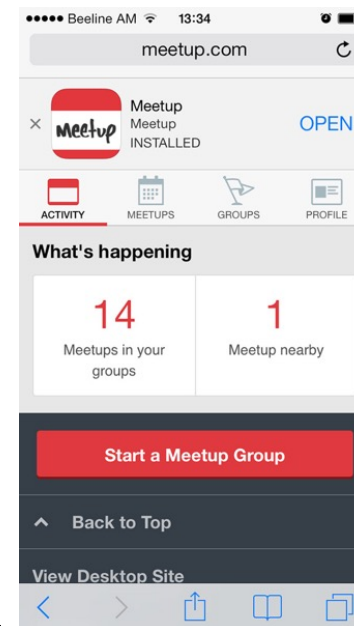 Beeline AM 13:34
meetup.com
Meetup
Meetup
Meetup
INSTALLED
OPEN
ACTIVITY MEETUPS GROUPS PROFILE
What's happening
14 1
Meetups in your Meetup nearby
groups
Start a Meetup Group
Back to Top
View Desktop Site